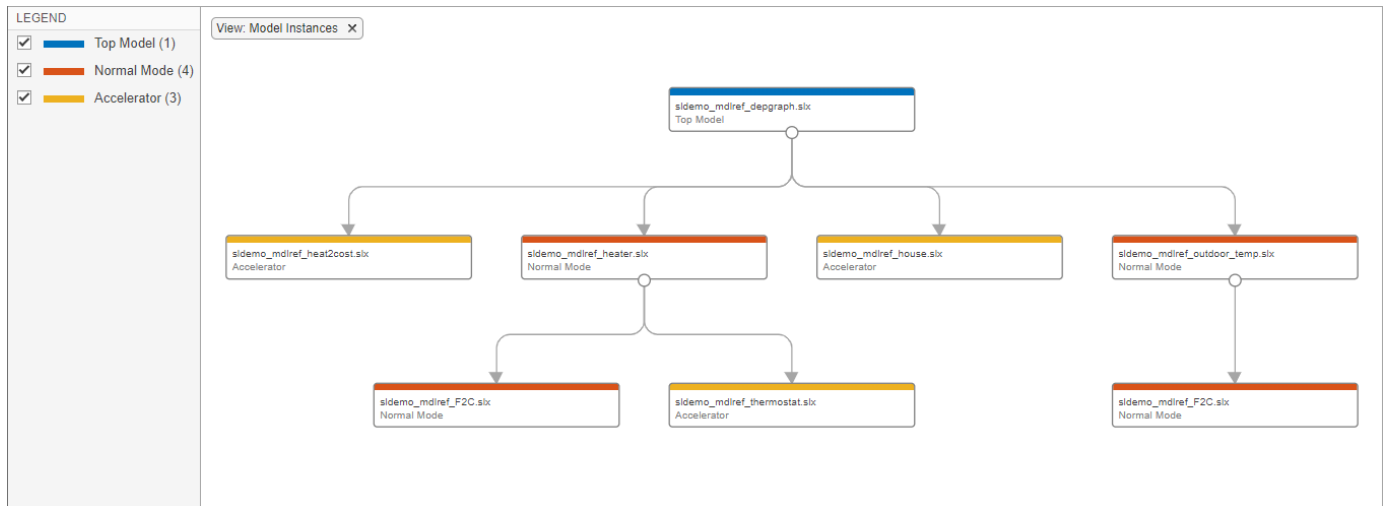 LEGEND
Top Model (1)
Normal Mode (4)
Accelerator (3)
View: Model Instances ×
sldemo_mdlref_depgraph.slx
Top Model
sldemo_mdlref_heat2cost.slx
Accelerator
sldemo_mdlref_heater.slx
Normal Mode
sldemo_mdlref_house.slx
Accelerator
sldemo_mdlref_outdoor_temp.slx
Normal Mode
sldemo_mdlref_F2C.slx
Normal Mode
sldemo_mdlref_thermostat.slx
Accelerator
sldemo_mdlref_F2C.slx
Normal Mode